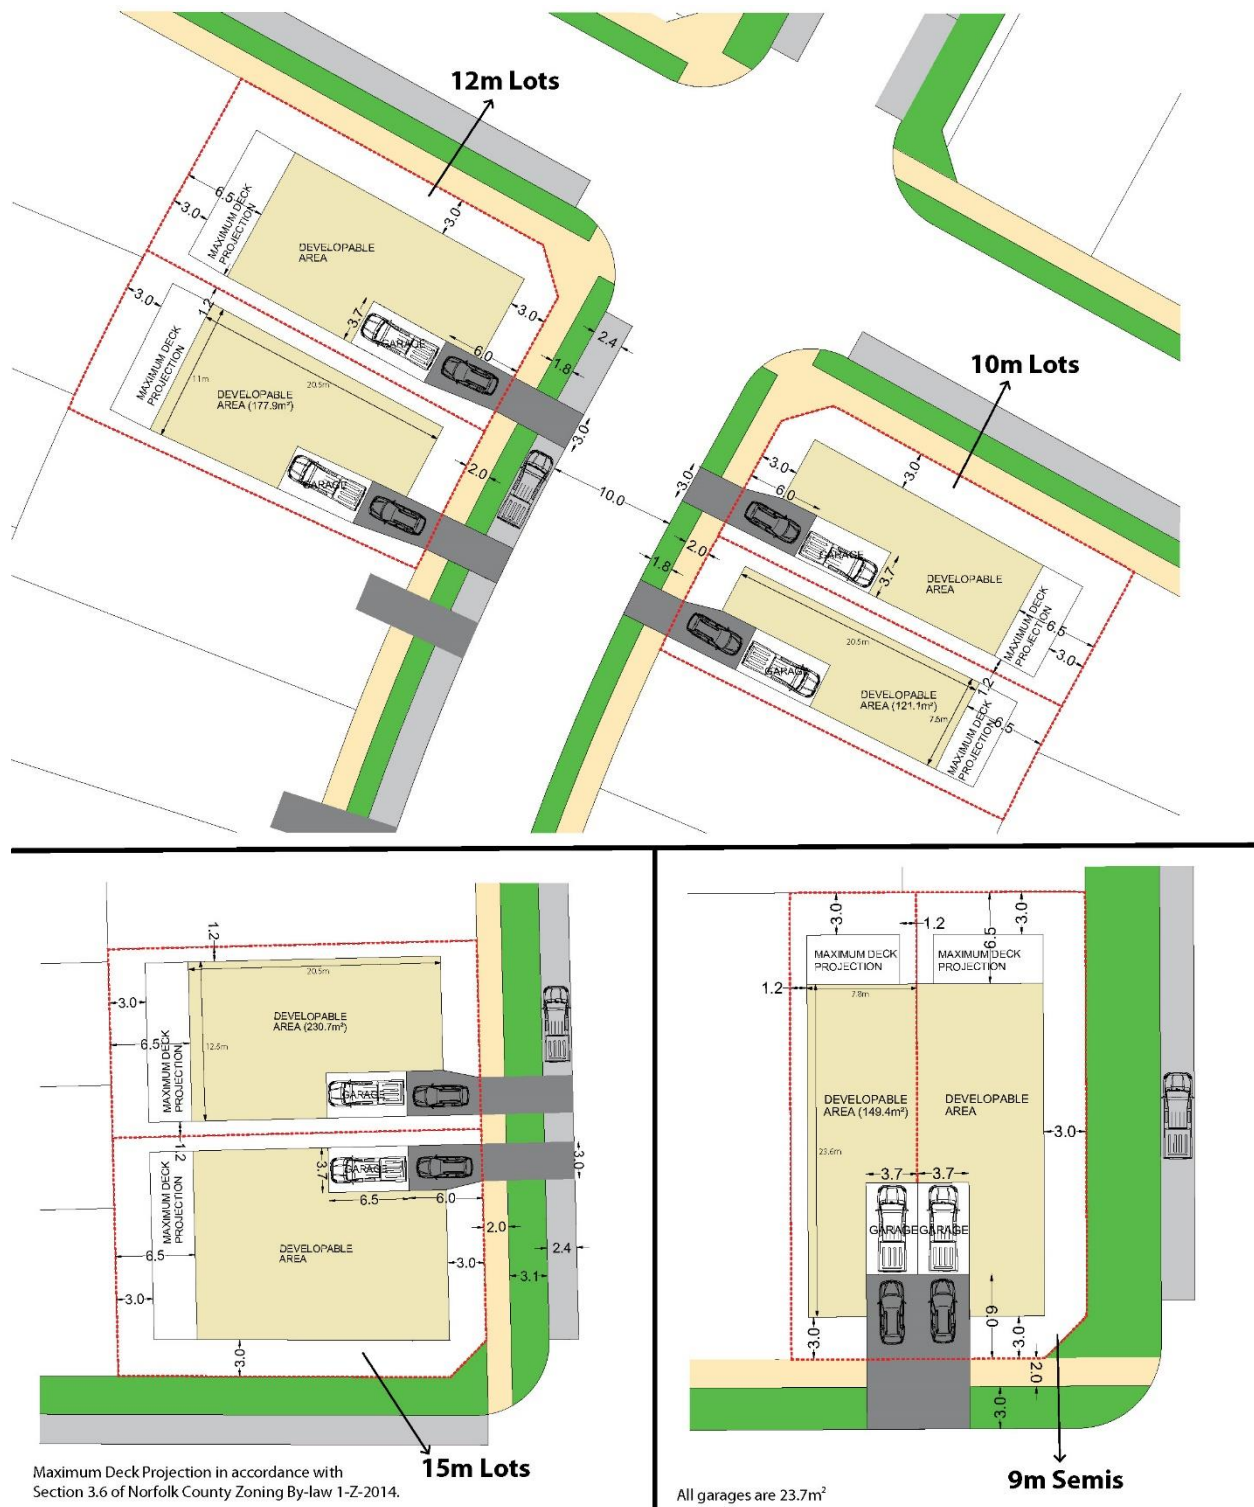 12m Lots
3.0
6.5
3.0
MAXIMUM DECK
PROJECTION
DEVELOPABLE
AREA
3.0
3.7
GARAGE
6.0
2.4
1.8
3.0
1.2
3.0
MAXIMUM DECK
PROJECTION
11m
20.5m
DEVELOPABLE
AREA (177.9m²)
GARAGE
2.0
10.0
10m Lots
3.0
3.0
3.0
6.0
GARAGE
3.7
DEVELOPABLE
AREA
MAXIMUM DECK
PROJECTION
6.5
3.0
1.8
2.0
20.5m
GARAGE
DEVELOPABLE
AREA (121.1m²)
7.5m
1.2
MAXIMUM DECK
PROJECTION
6.5
1.2
20.5m
3.0
DEVELOPABLE
AREA (230.7m²)
6.5
12.5m
MAXIMUM DECK
PROJECTION
GARAGE
1.2
3.7
GARAGE
3.0
6.5
6.0
MAXIMUM DECK
PROJECTION
6.5
DEVELOPABLE
AREA
2.0
3.0
2.4
3.1
3.0
3.0
15m Lots
Maximum Deck Projection in accordance with
Section 3.6 of Norfolk County Zoning By-law 1-Z-2014.
3.0
1.2
6.5
3.0
MAXIMUM DECK
PROJECTION
MAXIMUM DECK
PROJECTION
1.2
7.8m
DEVELOPABLE
AREA (149.4m²)
DEVELOPABLE
AREA
23.6m
3.0
3.7
3.7
GARAGE
GARAGE
6.0
3.0
3.0
2.0
3.0
9m Semis
All garages are 23.7m²